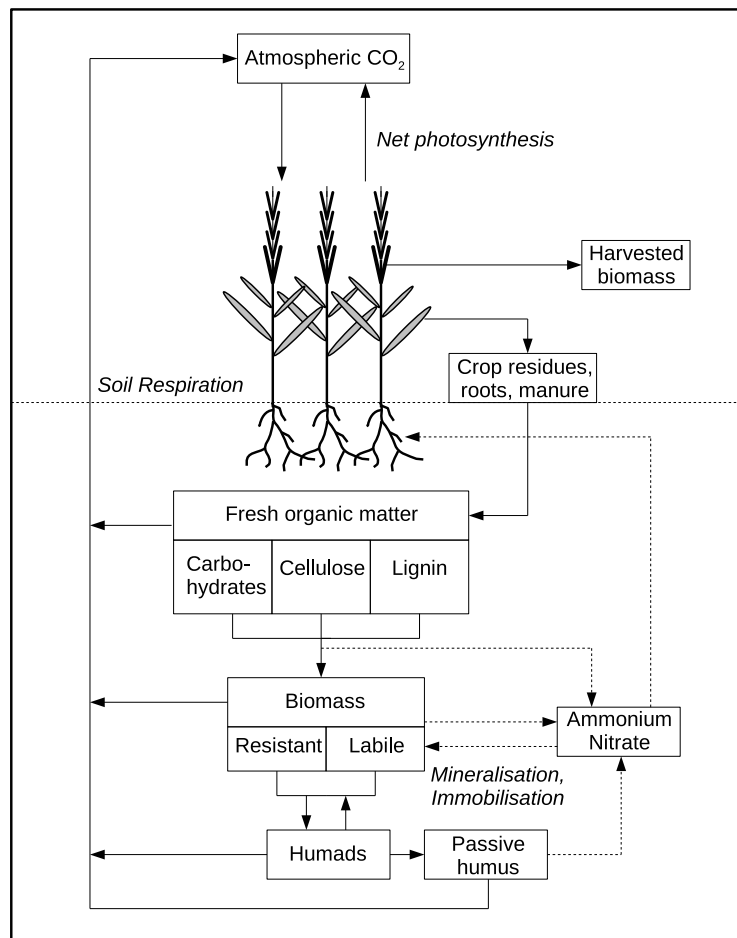 Atmospheric CO₂
Net photosynthesis
Harvested
biomass
Crop residues,
roots, manure
Soil Respiration
Fresh organic matter
Carbo-
hydrates
Cellulose
Lignin
Biomass
Resistant
Labile
Ammonium
Nitrate
Mineralisation,
Immobilisation
Humads
Passive
humus